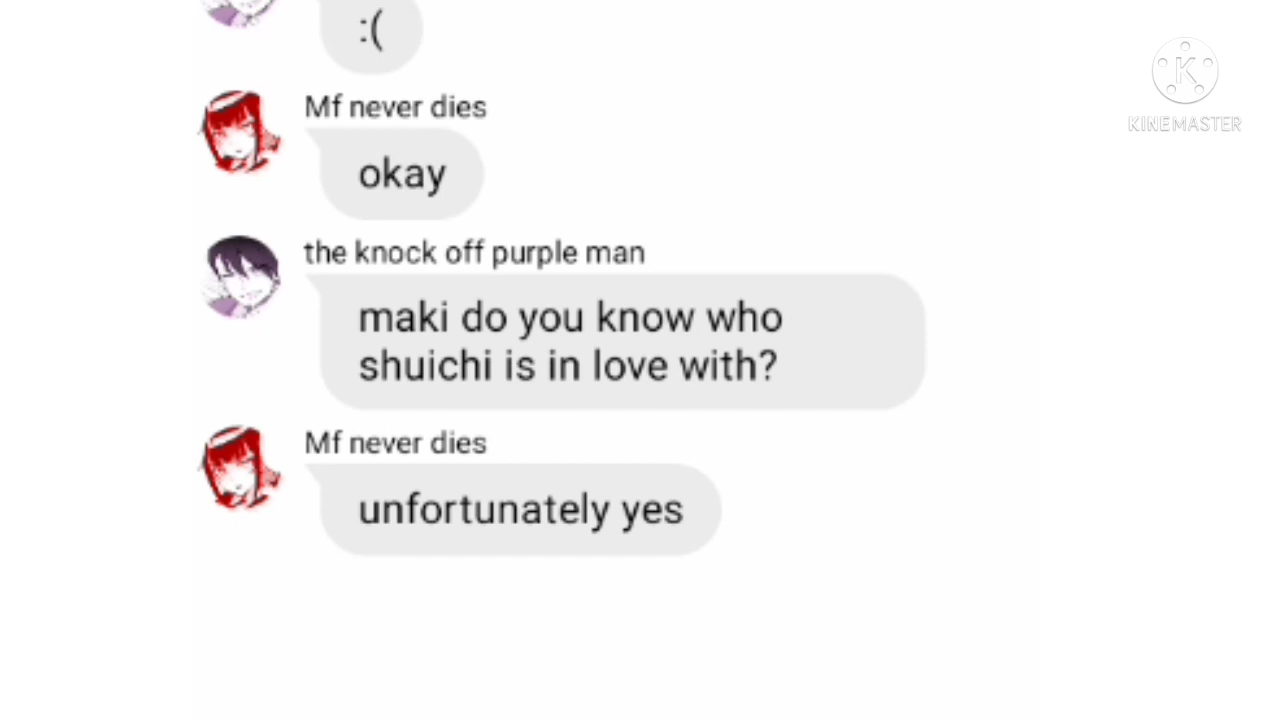 :(
Mf never dies
okay
the knock off purple man
maki do you know who
shuichi is in love with?
Mf never dies
unfortunately yes
K
KINEMASTER